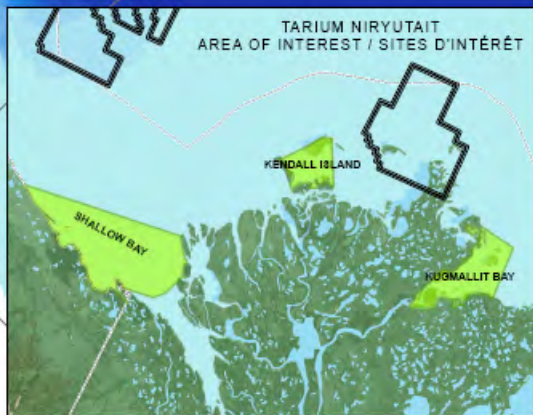 TARIUM NIRYUTAIT
AREA OF INTEREST / SITES D'INTÉRÊT
KENDALL ISLAND
SHALLOW BAY
KUGMALLIT BAY